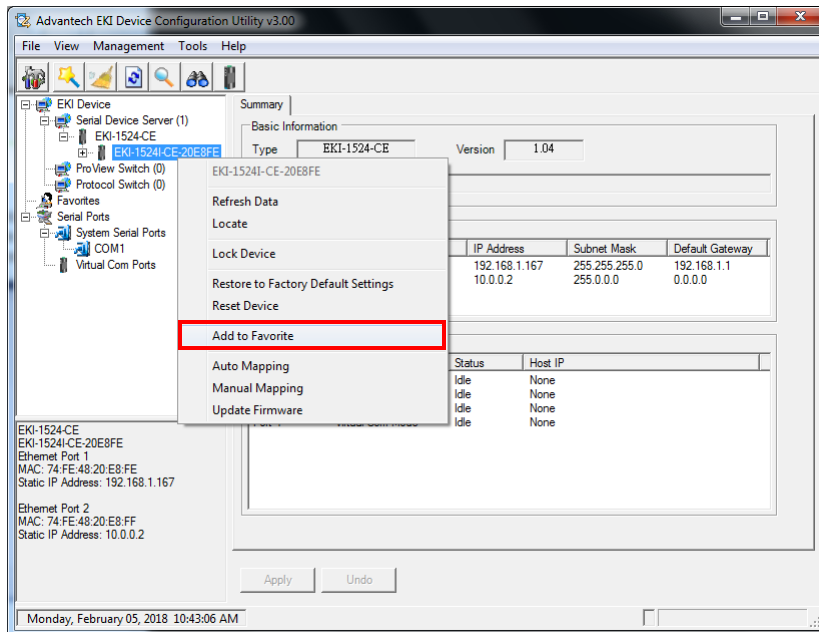 Advantech EKI Device Configuration Utility v3.00
File View Management Tools Help
EKI Device
Serial Device Server (1)
EKI-1524-CE
EKI-1524I-CE-20E8FE
ProView Switch (0)
Protocol Switch (0)
Favorites
Serial Ports
System Serial Ports
COM1
Virtual Com Ports
EKI-1524-CE
EKI-1524I-CE-20E8FE
Ethernet Port 1
MAC: 74:FE:48:20:E8:FE
Static IP Address: 192.168.1.167
Ethernet Port 2
MAC: 74:FE:48:20:E8:FF
Static IP Address: 10.0.0.2
Summary
Basic Information
Type EKI-1524-CE Version 1.04
EKI-1524I-CE-20E8FE
Refresh Data
Locate
Lock Device
Restore to Factory Default Settings
Reset Device
Add to Favorite
Auto Mapping
Manual Mapping
Update Firmware
IP Address Subnet Mask Default Gateway
192.168.1.167 255.255.255.0 192.168.1.1
10.0.0.2 255.0.0.0 0.0.0.0
Status Host IP
Idle None
Idle None
Idle None
Idle None
Apply Undo
Monday, February 05, 2018 10:43:06 AM